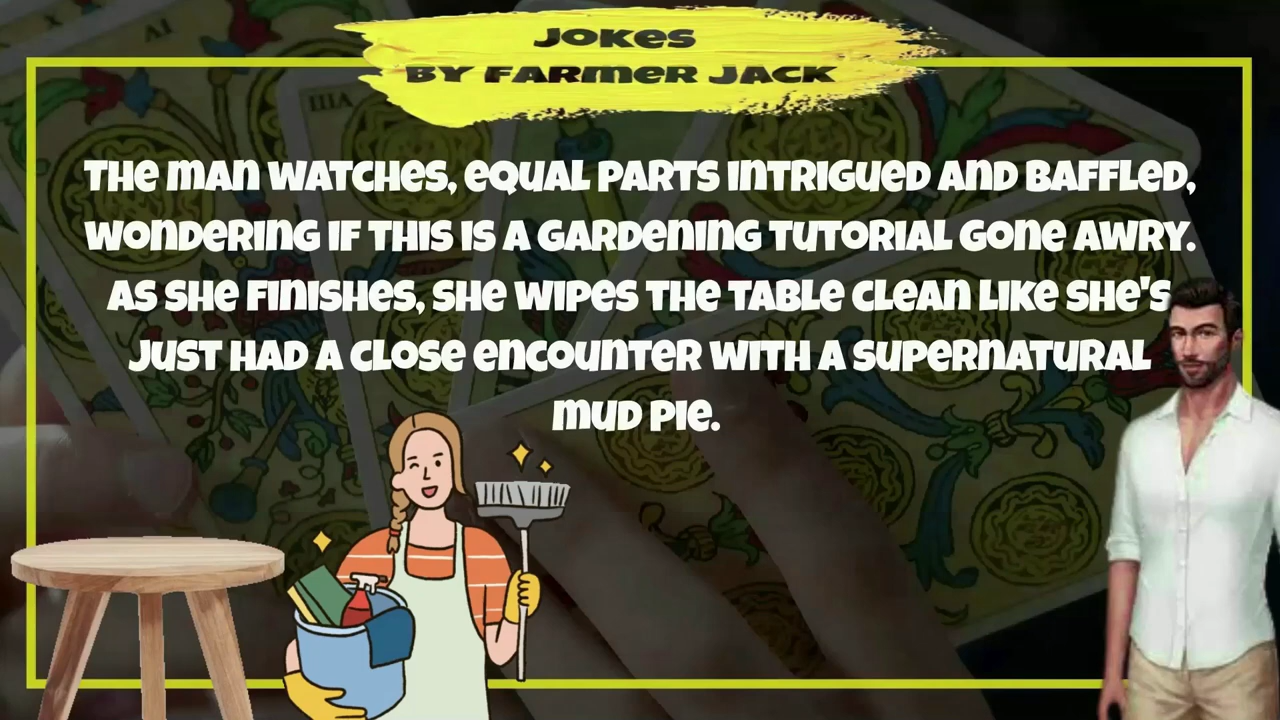 JOKES
BY FARMER JACK
IIIA
THE MAN WATCHES, EQUAL PARTS INTRIGUED AND BAFFLED,
WONDERING IF THIS IS A GARDENING TUTORIAL GONE AWRY.
AS SHE FINISHES, SHE WIPES THE TABLE CLEAN LIKE SHE'S
JUST HAD A CLOSE ENCOUNTER WITH A SUPERNATURAL
MUD PIE.